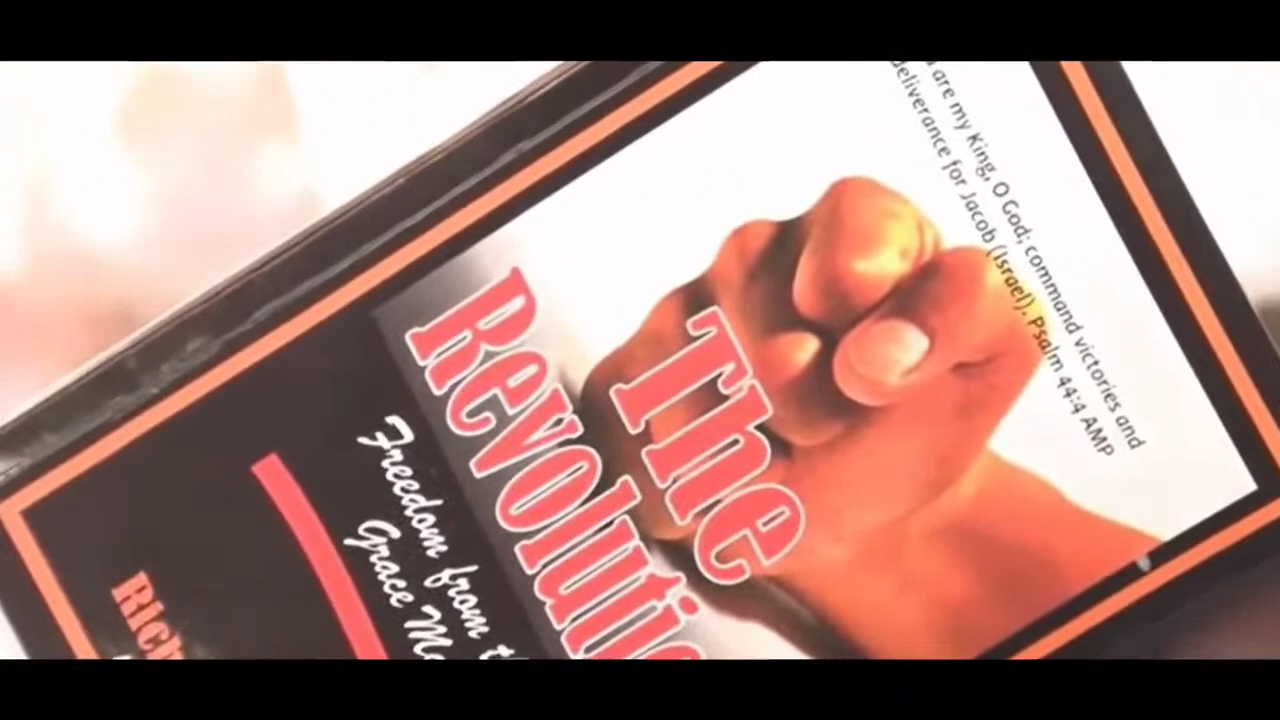 are my King, O God; command victories and
deliverance for Jacob (Israel). Psalm 44:4 AMP
The
Revolutio
Freedom from t
Grace M
Rich